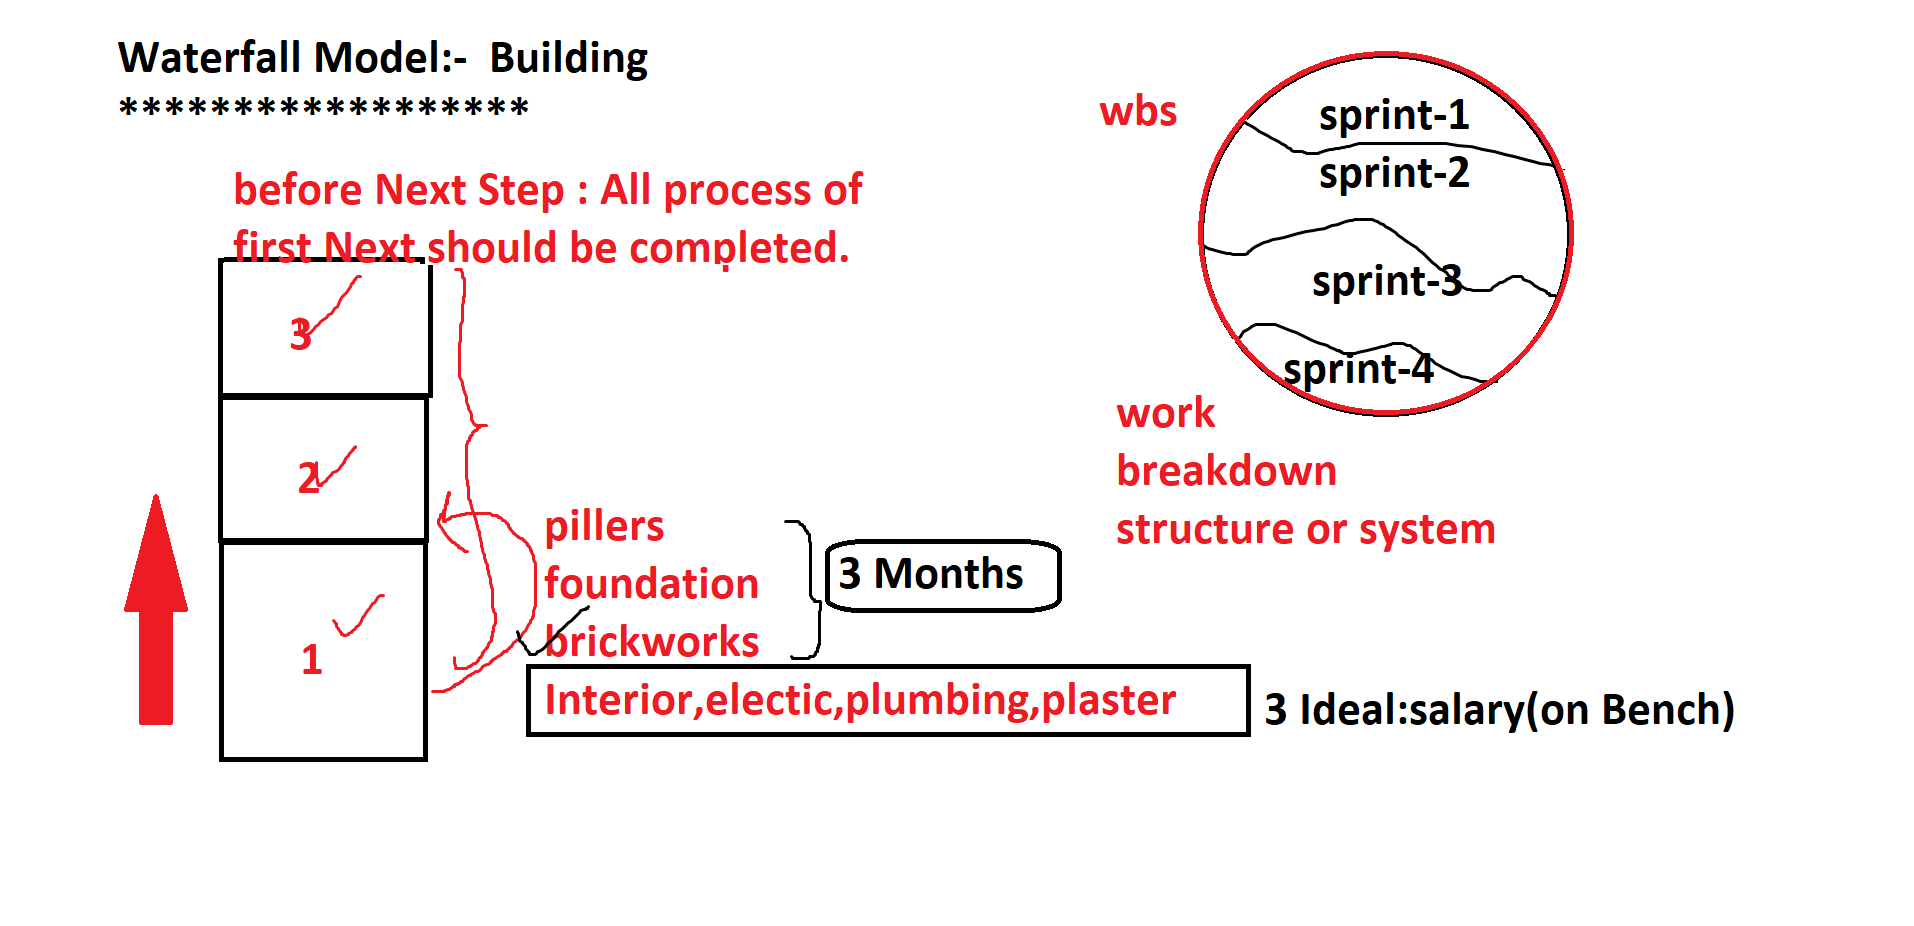 Waterfall Model:-  Building
******************
before Next Step : All process of
first Next should be completed.
3
2
1
pillers
foundation
brickworks
3 Months
Interior,electic,plumbing,plaster
3 Ideal:salary(on Bench)
wbs
sprint-1
sprint-2
sprint-3
sprint-4
work
breakdown
structure or system